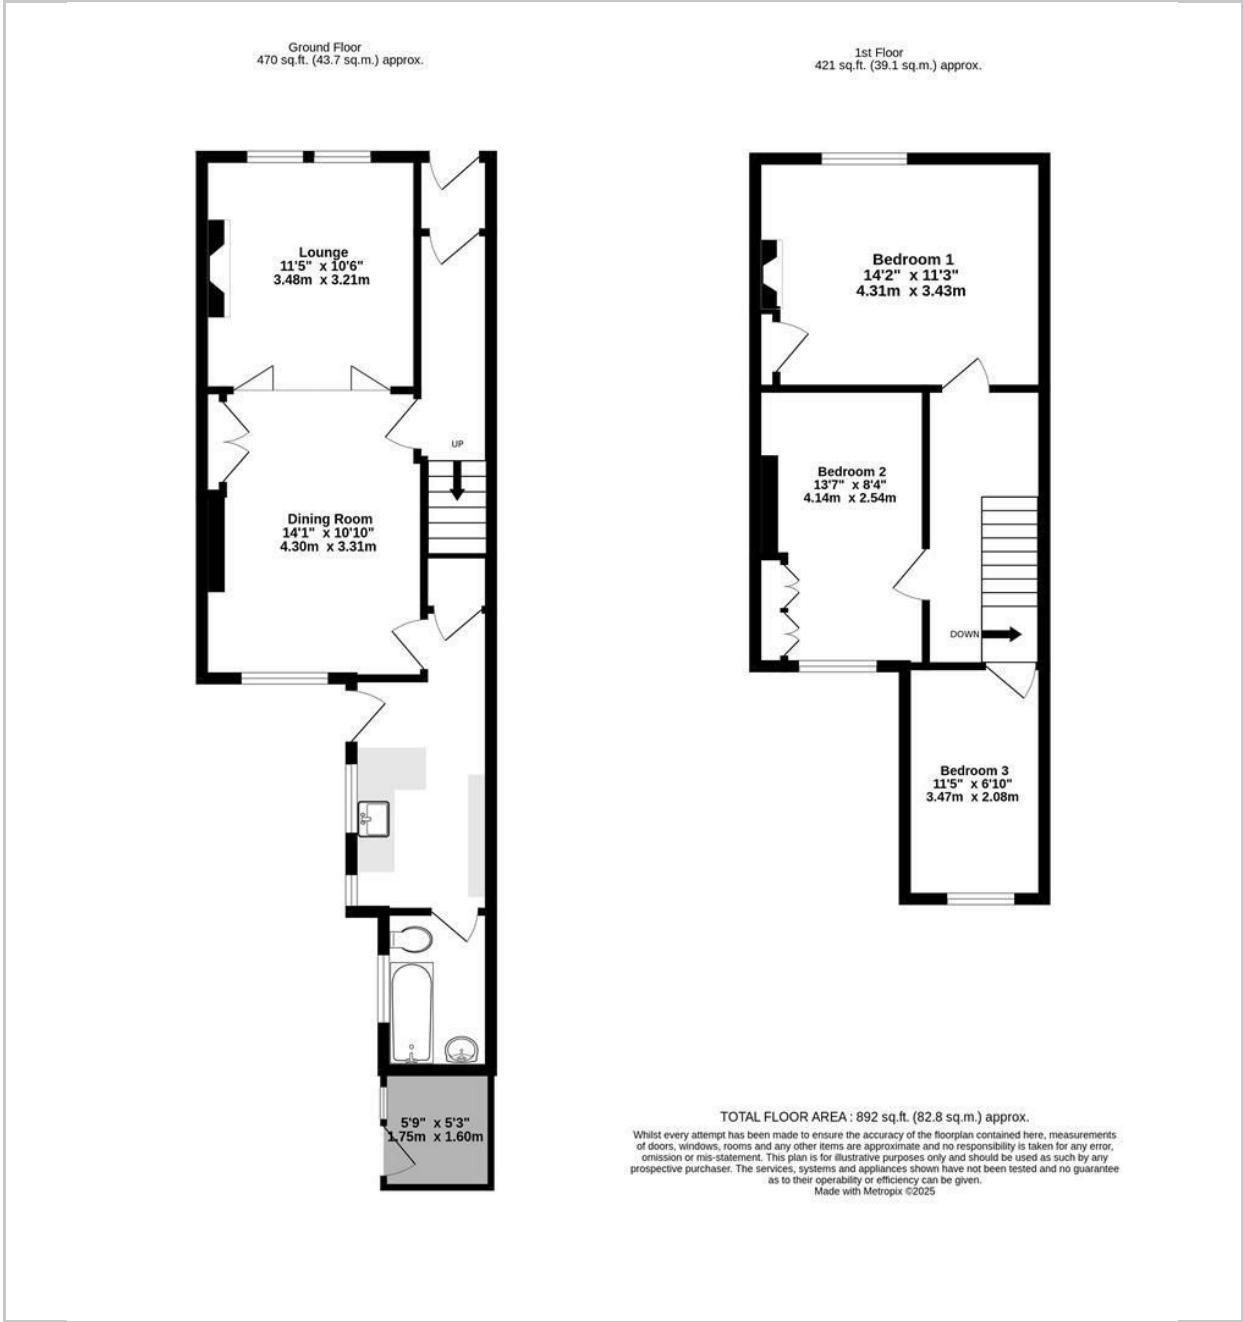 Ground Floor
470 sq.ft. (43.7 sq.m.) approx.
1st Floor
421 sq.ft. (39.1 sq.m.) approx.
Lounge
11'5" x 10'6"
3.48m x 3.21m
UP
Dining Room
14'1" x 10'10"
4.30m x 3.31m
5'9" x 5'3"
1.75m x 1.60m
Bedroom 1
14'2" x 11'3"
4.31m x 3.43m
Bedroom 2
13'7" x 8'4"
4.14m x 2.54m
DOWN
Bedroom 3
11'5" x 6'10"
3.47m x 2.08m
TOTAL FLOOR AREA : 892 sq.ft. (82.8 sq.m.) approx.
Whilst every attempt has been made to ensure the accuracy of the floorplan contained here, measurements
of doors, windows, rooms and any other items are approximate and no responsibility is taken for any error,
omission or mis-statement. This plan is for illustrative purposes only and should be used as such by any
prospective purchaser. The services, systems and appliances shown have not been tested and no guarantee
as to their operability or efficiency can be given.
Made with Metropix ©2025